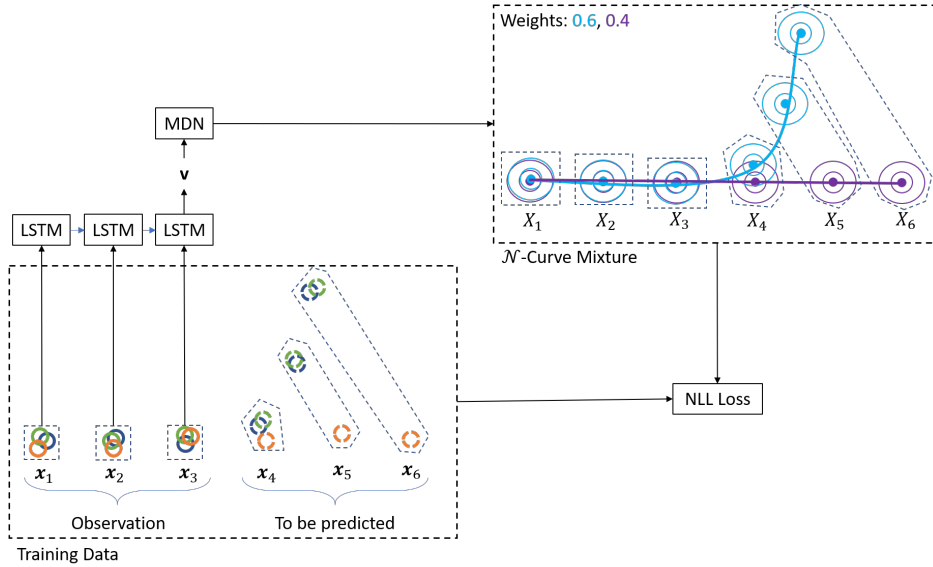 Weights: 0.6, 0.4
MDN
v
LSTM LSTM LSTM
X₁ X₂ X₃ X₄ X₅ X₆
𝒩-Curve Mixture
NLL Loss
x₁ x₂ x₃ x₄ x₅ x₆
Observation To be predicted
Training Data